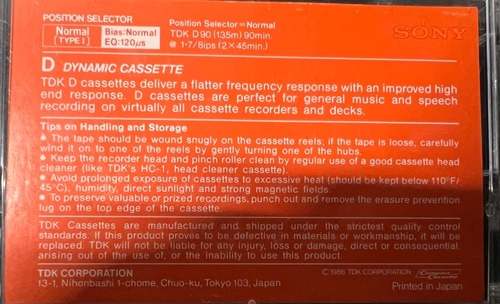 POSITION SELECTOR
Normal
(TYPE I)
Bias:Normal
EQ:120μs
Position Selector=Normal
TDK D90 (135m) 90min.
@ 1-7/8ips (2×45min.)
SONY
D DYNAMIC CASSETTE
TDK D cassettes deliver a flatter frequency response with an improved high
end response. D cassettes are perfect for general music and speech
recording on virtually all cassette recorders and decks.
Tips on Handling and Storage
● The tape should be wound snugly on the cassette reels, if the tape is loose, carefully
wind it on to one of the reels by gently turning one of the hubs.
● Keep the recorder head and pinch roller clean by regular use of a good cassette head
cleaner (like TDK's HC-1, head cleaner cassette).
● Avoid prolonged exposure of cassettes to excessive heat (should be kept below 110°F/
45°C), humidity, direct sunlight and strong magnetic fields.
● To preserve valuable or prized recordings, punch out and remove the erasure prevention
lug on the top edge of the cassette.
TDK Cassettes are manufactured and shipped under the strictest quality control
standards. If this product proves to be defective in materials or workmanship, it will be
replaced. TDK will not be liable for any injury, loss or damage, direct or consequential
arising out of the use of, or the inability to use this product.
TDK CORPORATION
13-1, Nihonbashi 1-chome, Chuo-ku, Tokyo 103, Japan
© 1986 TDK CORPORATION
Printed in Japan